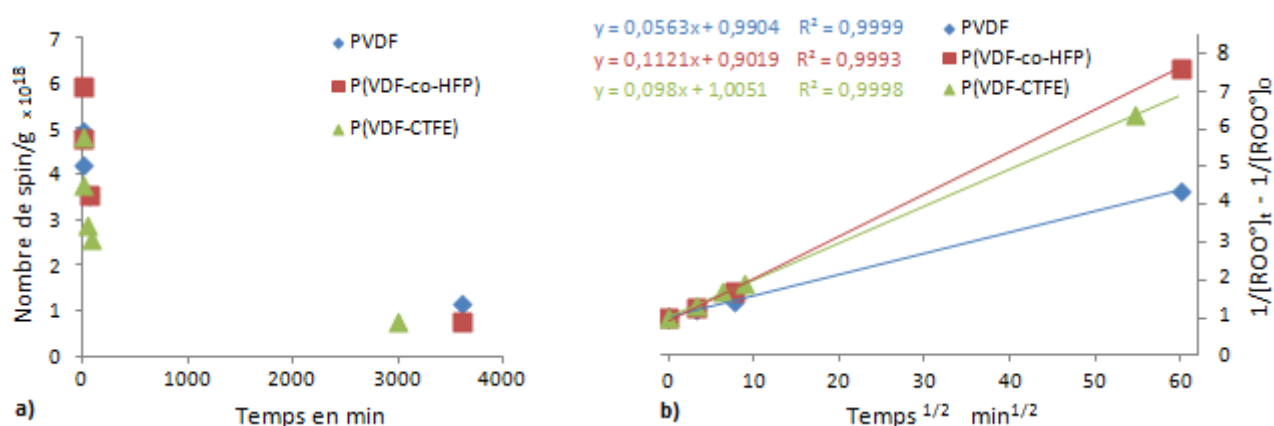 7
6
5
4
3
2
1
0
Nombre de spin/g x 10^18
PVDF
P(VDF-co-HFP)
P(VDF-CTFE)
0 1000 2000 3000 4000
a) Temps en min
y = 0,0563x + 0,9904 R² = 0,9999 PVDF
y = 0,1121x + 0,9019 R² = 0,9993 P(VDF-co-HFP)
y = 0,098x + 1,0051 R² = 0,9998 P(VDF-CTFE)
8
7
6
5
4
3
2
1
0
1/[ROO°]t - 1/[ROO°]0
0 10 20 30 40 50 60
b) Temps 1/2 min1/2